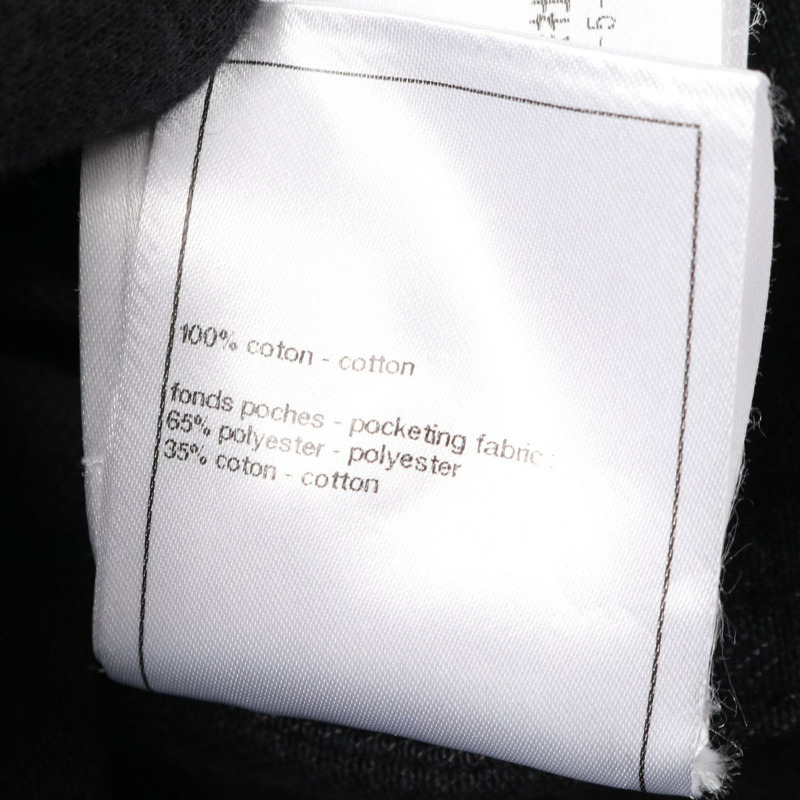 100% coton - cotton
fonds poches - pocketing fabric :
65% polyester - polyester
35% coton - cotton